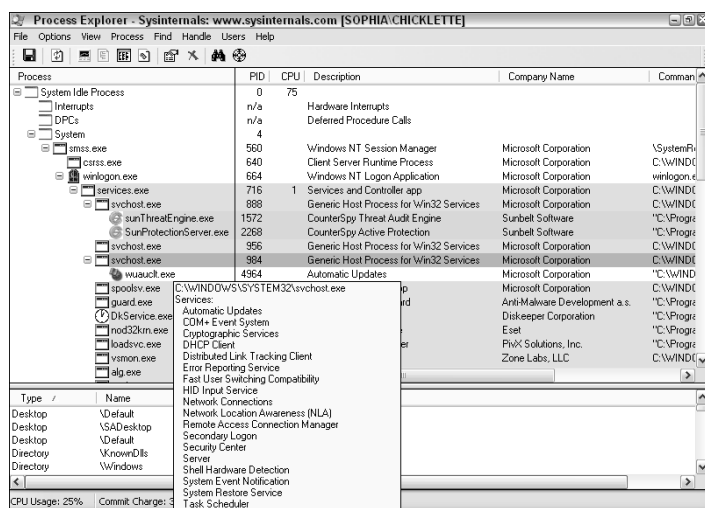 Process Explorer - Sysinternals: www.sysinternals.com [SOPHIA\CHICKLETTE]
File Options View Process Find Handle Users Help
Process PID CPU Description Company Name Comman
System Idle Process 0 75
Interrupts n/a Hardware Interrupts
DPCs n/a Deferred Procedure Calls
System 4
smss.exe 560 Windows NT Session Manager Microsoft Corporation \SystemR
csrss.exe 640 Client Server Runtime Process Microsoft Corporation C:\WINDO
winlogon.exe 664 Windows NT Logon Application Microsoft Corporation winlogon.e
services.exe 716 1 Services and Controller app Microsoft Corporation C:\WINDO
svchost.exe 888 Generic Host Process for Win32 Services Microsoft Corporation C:\WINDO
sunThreatEngine.exe 1572 CounterSpy Threat Audit Engine Sunbelt Software "C:\Progra
SunProtectionServer.exe 2268 CounterSpy Active Protection Sunbelt Software "C:\Progra
svchost.exe 956 Generic Host Process for Win32 Services Microsoft Corporation C:\WINDO
svchost.exe 984 Generic Host Process for Win32 Services Microsoft Corporation C:\WINDO
wuauclt.exe 4964 Automatic Updates Microsoft Corporation "C:\WIND
spoolsv.exe Microsoft Corporation C:\WINDO
guard.exe Anti-Malware Development a.s. "C:\Progra
DkService.exe Diskeeper Corporation "C:\Progra
nod32krn.exe Eset "C:\Progra
loadsvc.exe PivX Solutions, Inc. "C:\Progra
vsmon.exe Zone Labs, LLC C:\WINDO
alg.exe
C:\WINDOWS\SYSTEM32\svchost.exe
Services:
Automatic Updates
COM+ Event System
Cryptographic Services
DHCP Client
Distributed Link Tracking Client
Error Reporting Service
Fast User Switching Compatibility
HID Input Service
Network Connections
Network Location Awareness (NLA)
Remote Access Connection Manager
Secondary Logon
Security Center
Server
Shell Hardware Detection
System Event Notification
System Restore Service
Task Scheduler
Type Name
Desktop \Default
Desktop \SADesktop
Desktop \Default
Directory \KnownDlls
Directory \Windows
CPU Usage: 25% Commit Charge: 3